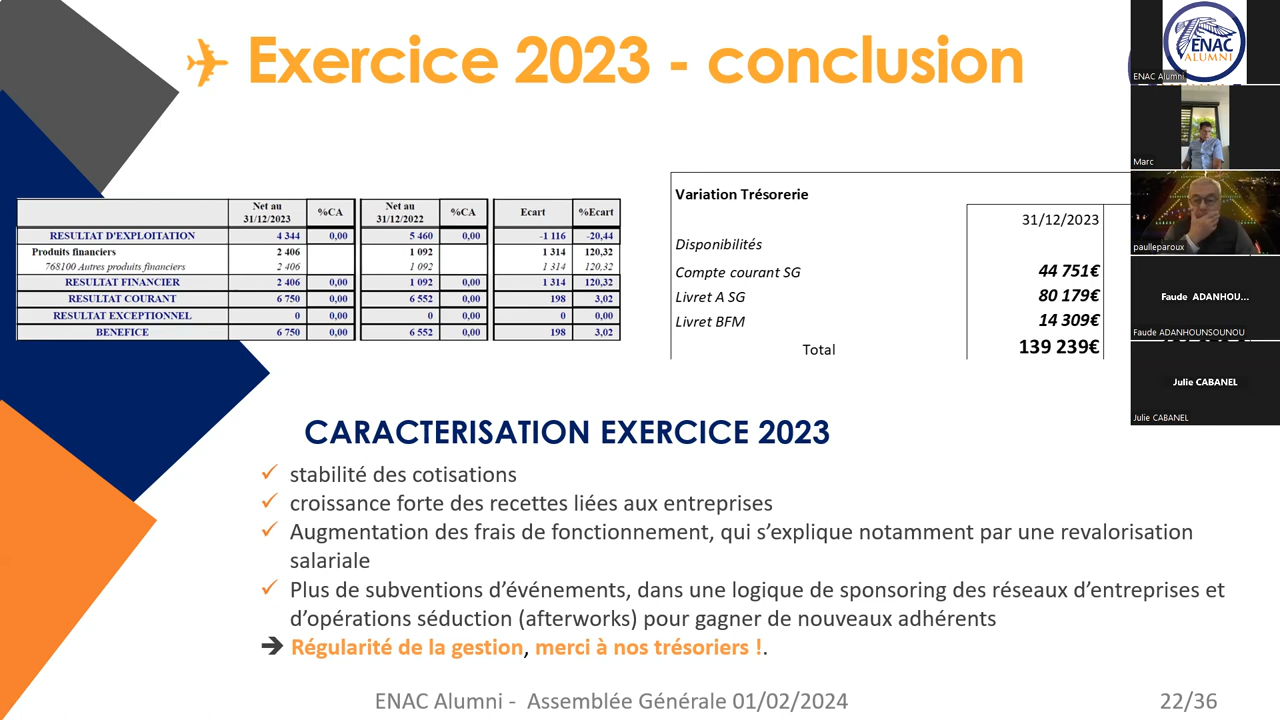 Exercice 2023 - conclusion
ENAC
ALUMNI
ENAC Alumni
Marc
paulleparoux
Faude ADANHOU...
Faude ADANHOUNSOUNOU
Julie CABANEL
Julie CABANEL
Net au 31/12/2023 %CA Net au 31/12/2022 %CA Ecart %Ecart
RESULTAT D'EXPLOITATION 4 344 0,00 5 460 0,00 -1 116 -20,44
Produits financiers 2 406 1 092 1 314 120,32
768100 Autres produits financiers 2 406 1 092 1 314 120,32
RESULTAT FINANCIER 2 406 0,00 1 092 0,00 1 314 120,32
RESULTAT COURANT 6 750 0,00 6 552 0,00 198 3,02
RESULTAT EXCEPTIONNEL 0 0,00 0 0,00 0 0,00
BENEFICE 6 750 0,00 6 552 0,00 198 3,02
Variation Trésorerie
31/12/2023
Disponibilités
Compte courant SG 44 751€
Livret A SG 80 179€
Livret BFM 14 309€
Total 139 239€
CARACTERISATION EXERCICE 2023
✓ stabilité des cotisations
✓ croissance forte des recettes liées aux entreprises
✓ Augmentation des frais de fonctionnement, qui s’explique notamment par une revalorisation
salariale
✓ Plus de subventions d’événements, dans une logique de sponsoring des réseaux d’entreprises et
d’opérations séduction (afterworks) pour gagner de nouveaux adhérents
➔ Régularité de la gestion, merci à nos trésoriers !.
ENAC Alumni - Assemblée Générale 01/02/2024
22/36